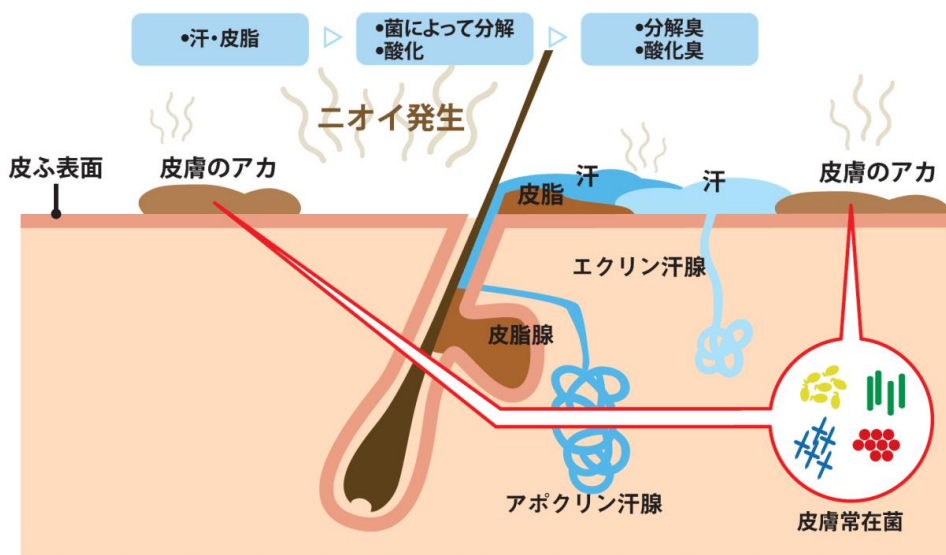 •汗・皮脂
•菌によって分解
•酸化
•分解臭
•酸化臭
ニオイ発生
皮ふ表面
皮膚のアカ
皮脂
汗
汗
皮膚のアカ
エクリン汗腺
皮脂腺
アポクリン汗腺
皮膚常在菌